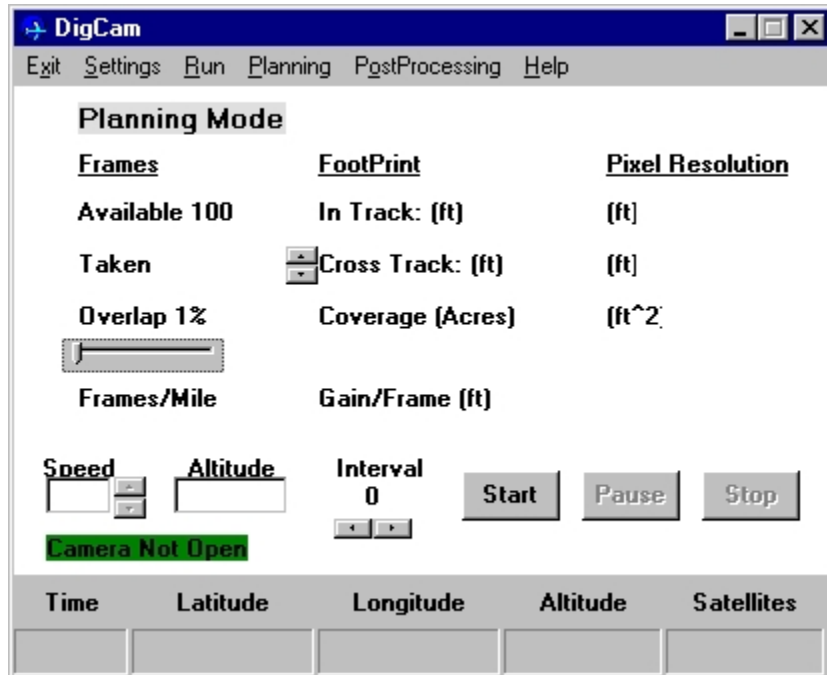 DigCam
Exit Settings Run Planning PostProcessing Help
Planning Mode
Frames FootPrint Pixel Resolution
Available 100 In Track: (ft) (ft]
Taken Cross Track: (ft) (ft]
Overlap 1% Coverage (Acres) (ft^2
Frames/Mile Gain/Frame (ft)
Speed Altitude Interval
0
Start Pause Stop
Camera Not Open
Time Latitude Longitude Altitude Satellites